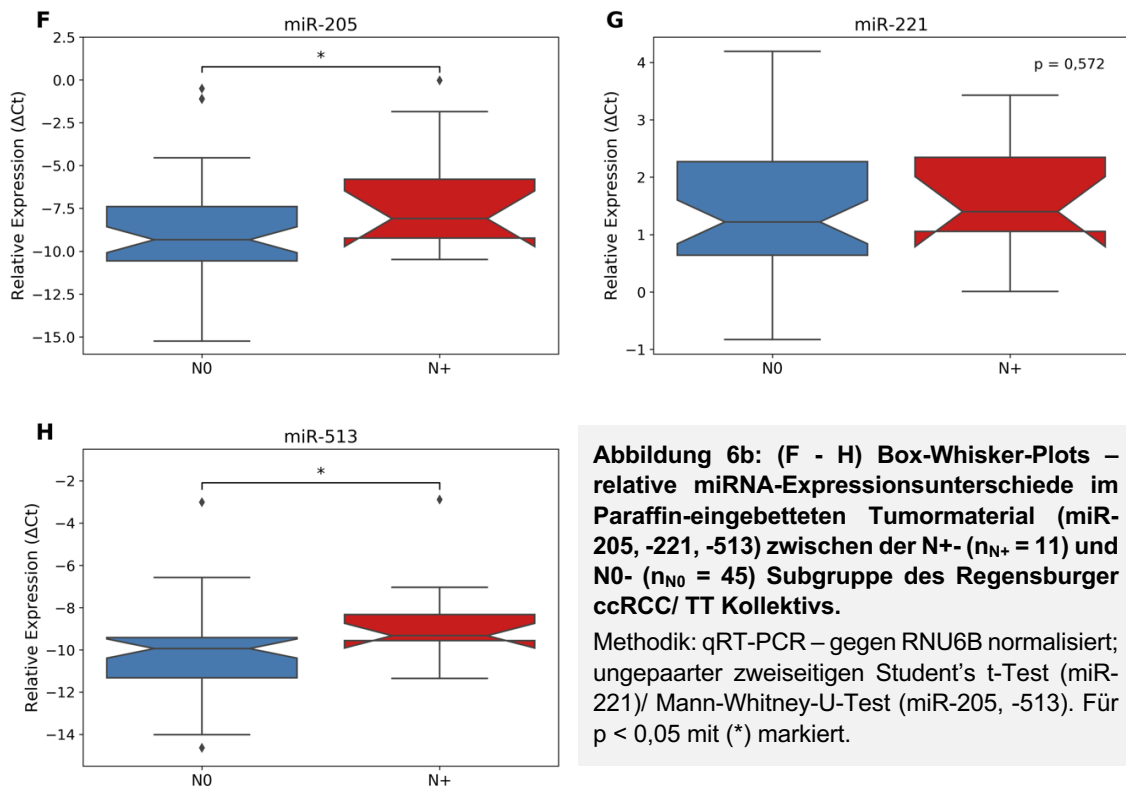 F
miR-205
Relative Expression (ΔCt)
2.5
0.0
−2.5
−5.0
−7.5
−10.0
−12.5
−15.0
*
N0
N+
G
miR-221
Relative Expression (ΔCt)
4
3
2
1
0
−1
p = 0,572
N0
N+
H
miR-513
Relative Expression (ΔCt)
−2
−4
−6
−8
−10
−12
−14
*
N0
N+
Abbildung 6b: (F - H) Box-Whisker-Plots –
relative miRNA-Expressionsunterschiede im
Paraffin-eingebetteten Tumormaterial (miR-
205, -221, -513) zwischen der N+- (nN+ = 11) und
N0- (nN0 = 45) Subgruppe des Regensburger
ccRCC/ TT Kollektivs.
Methodik: qRT-PCR – gegen RNU6B normalisiert;
ungepaarter zweiseitigen Student’s t-Test (miR-
221)/ Mann-Whitney-U-Test (miR-205, -513). Für
p < 0,05 mit (*) markiert.